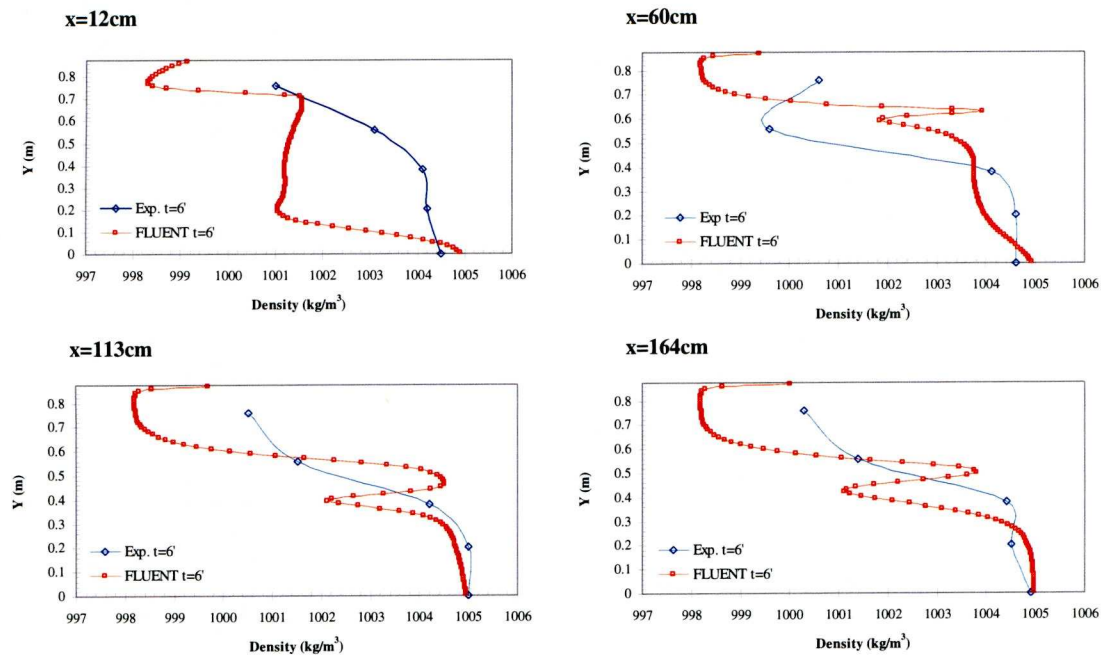 x=12cm
0.8
0.7
0.6
0.5
0.4
0.3
0.2
0.1
0
Y (m)
Exp. t=6'
FLUENT t=6'
997 998 999 1000 1001 1002 1003 1004 1005 1006
Density (kg/m³)
x=60cm
0.8
0.7
0.6
0.5
0.4
0.3
0.2
0.1
0
Y (m)
Exp t=6'
FLUENT t=6'
997 998 999 1000 1001 1002 1003 1004 1005 1006
Density (kg/m³)
x=113cm
0.8
0.7
0.6
0.5
0.4
0.3
0.2
0.1
0
Y (m)
Exp. t=6'
FLUENT t=6'
997 998 999 1000 1001 1002 1003 1004 1005 1006
Density (kg/m³)
x=164cm
0.8
0.7
0.6
0.5
0.4
0.3
0.2
0.1
0
Y (m)
Exp. t=6'
FLUENT t=6'
997 998 999 1000 1001 1002 1003 1004 1005 1006
Density (kg/m³)